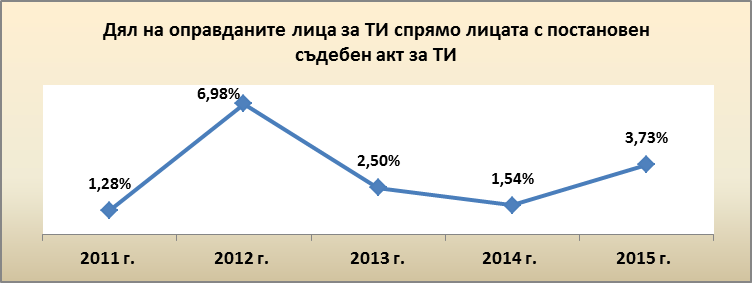 Дял на оправданите лица за ТИ спрямо лицата с постановен
съдебен акт за ТИ
6,98%
3,73%
2,50%
1,54%
1,28%
2011 г. 2012 г. 2013 г. 2014 г. 2015 г.